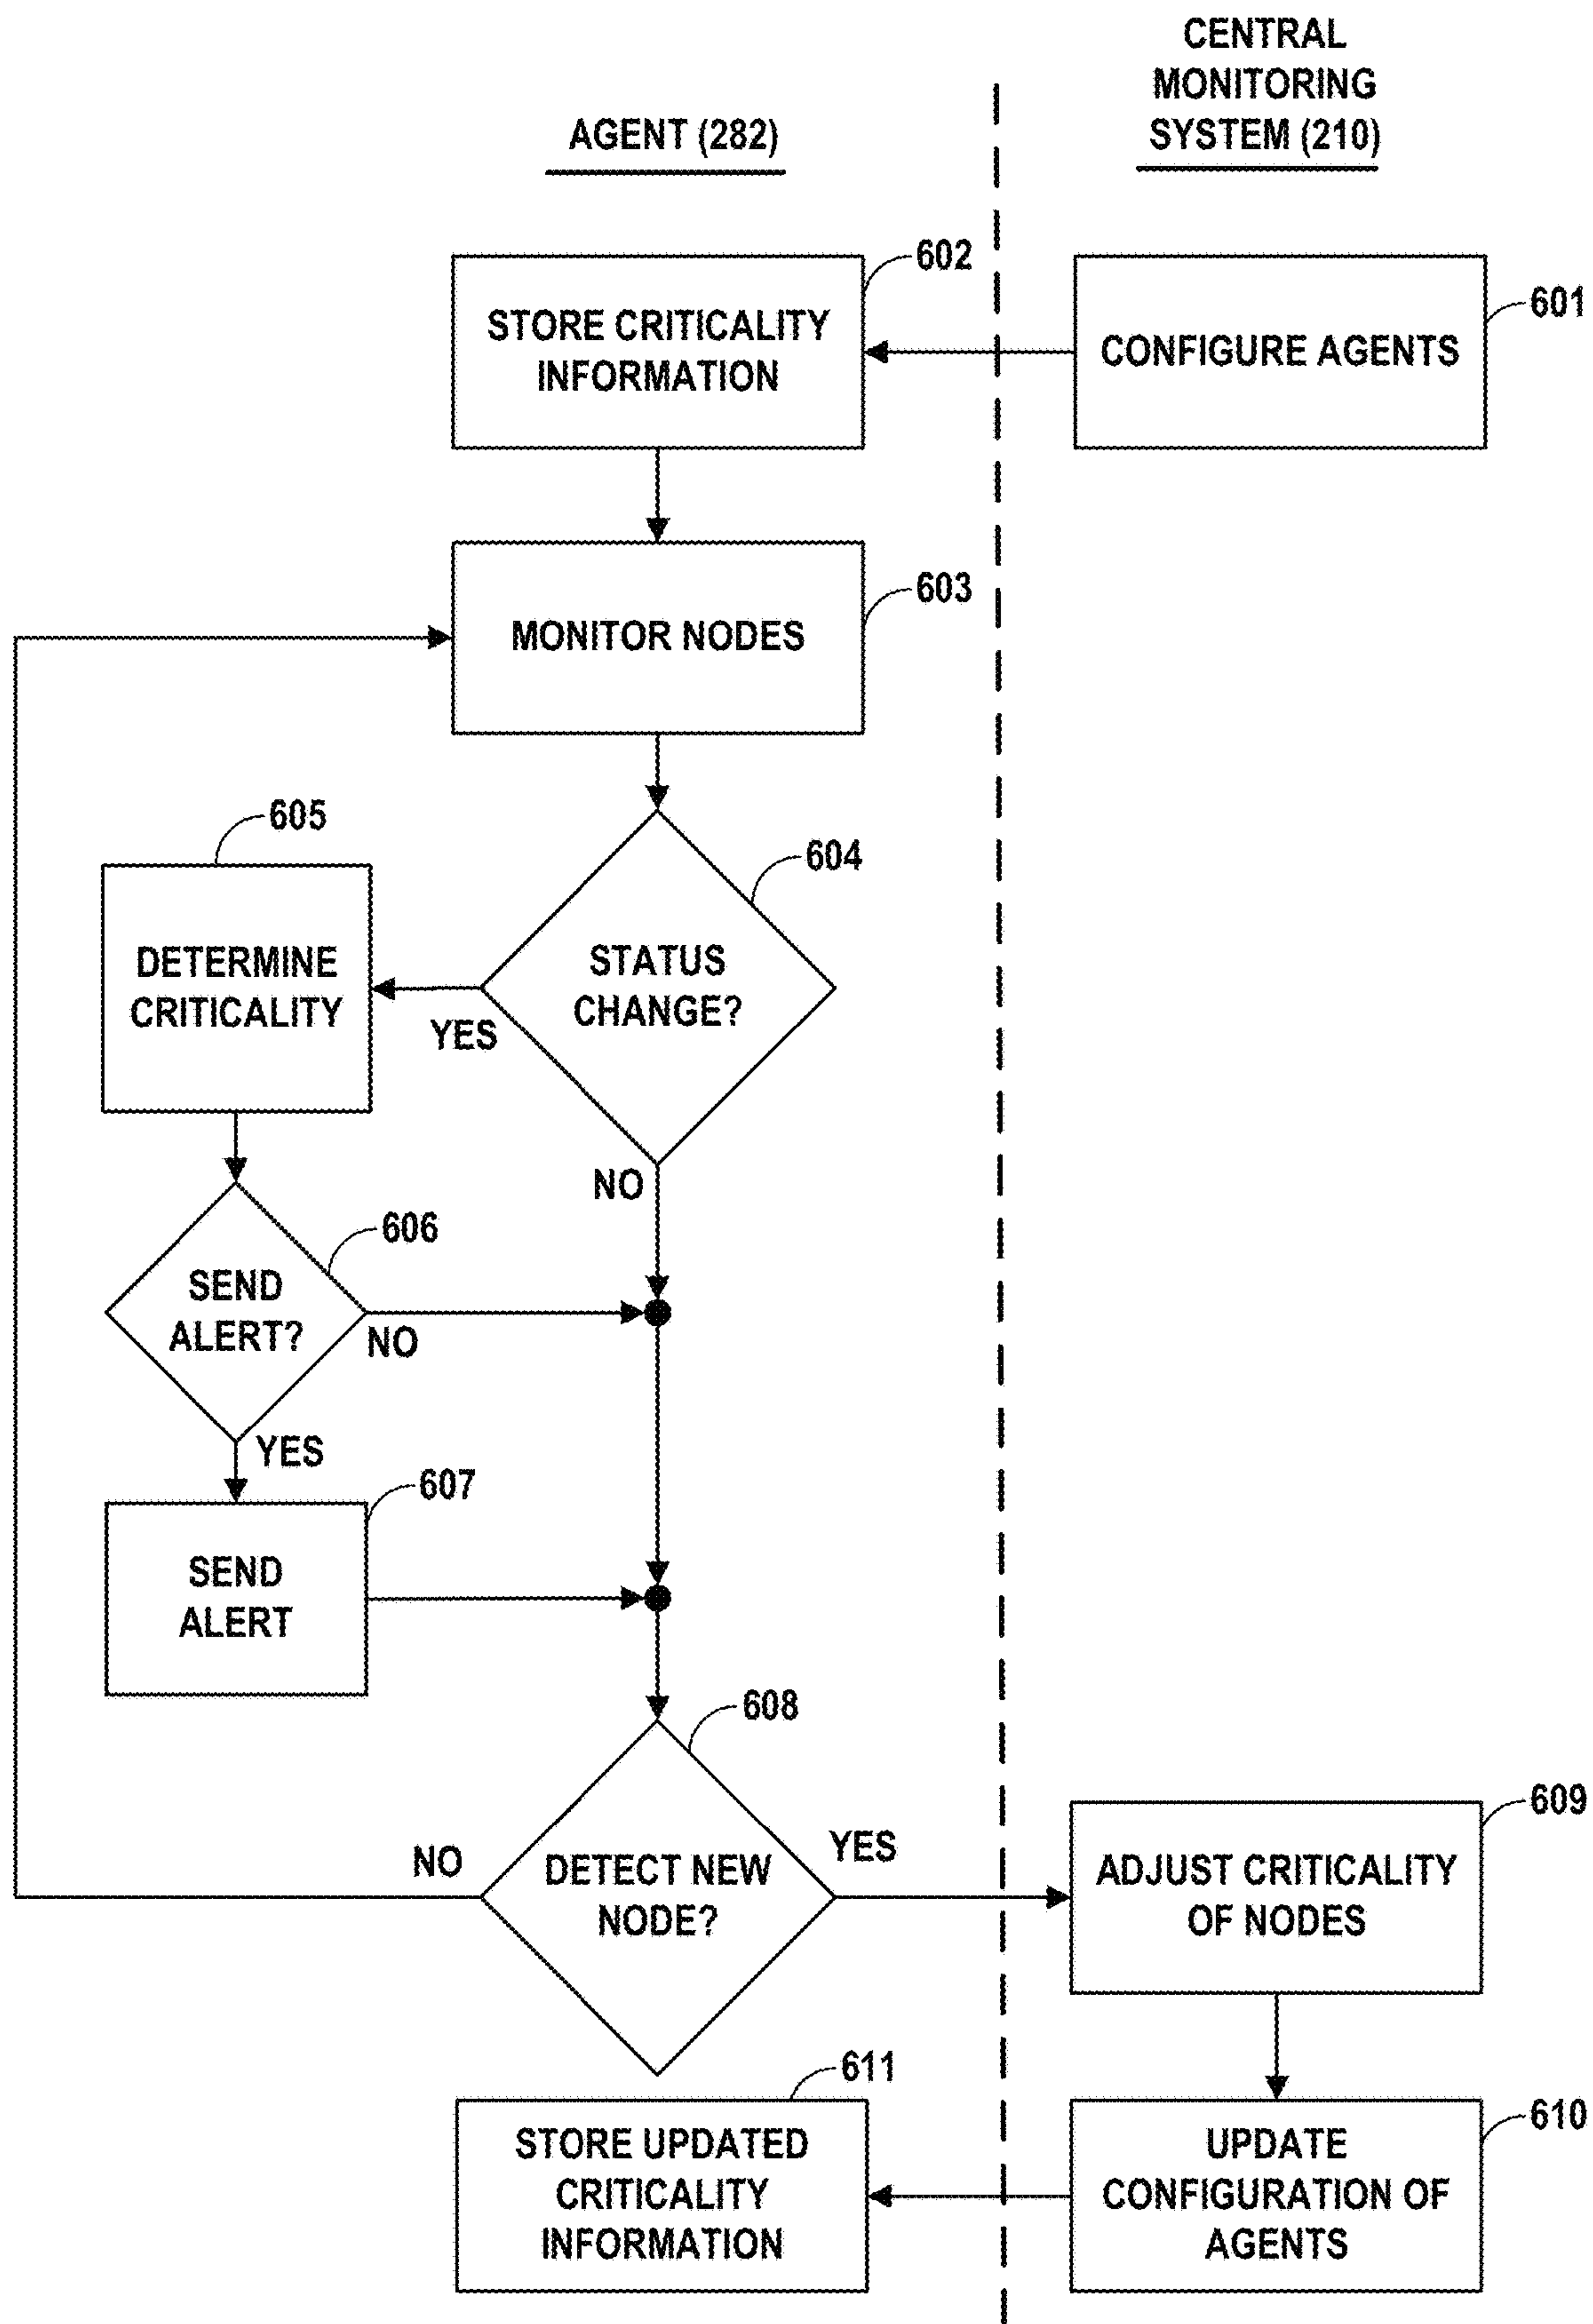 CENTRAL
MONITORING
SYSTEM (210)
AGENT (282)
602
STORE CRITICALITY
INFORMATION
601
CONFIGURE AGENTS
603
MONITOR NODES
605
DETERMINE
CRITICALITY
604
STATUS
CHANGE?
YES
NO
606
SEND
ALERT?
NO
YES
607
SEND
ALERT
608
DETECT NEW
NODE?
NO
YES
609
ADJUST CRITICALITY
OF NODES
610
UPDATE
CONFIGURATION OF
AGENTS
611
STORE UPDATED
CRITICALITY
INFORMATION